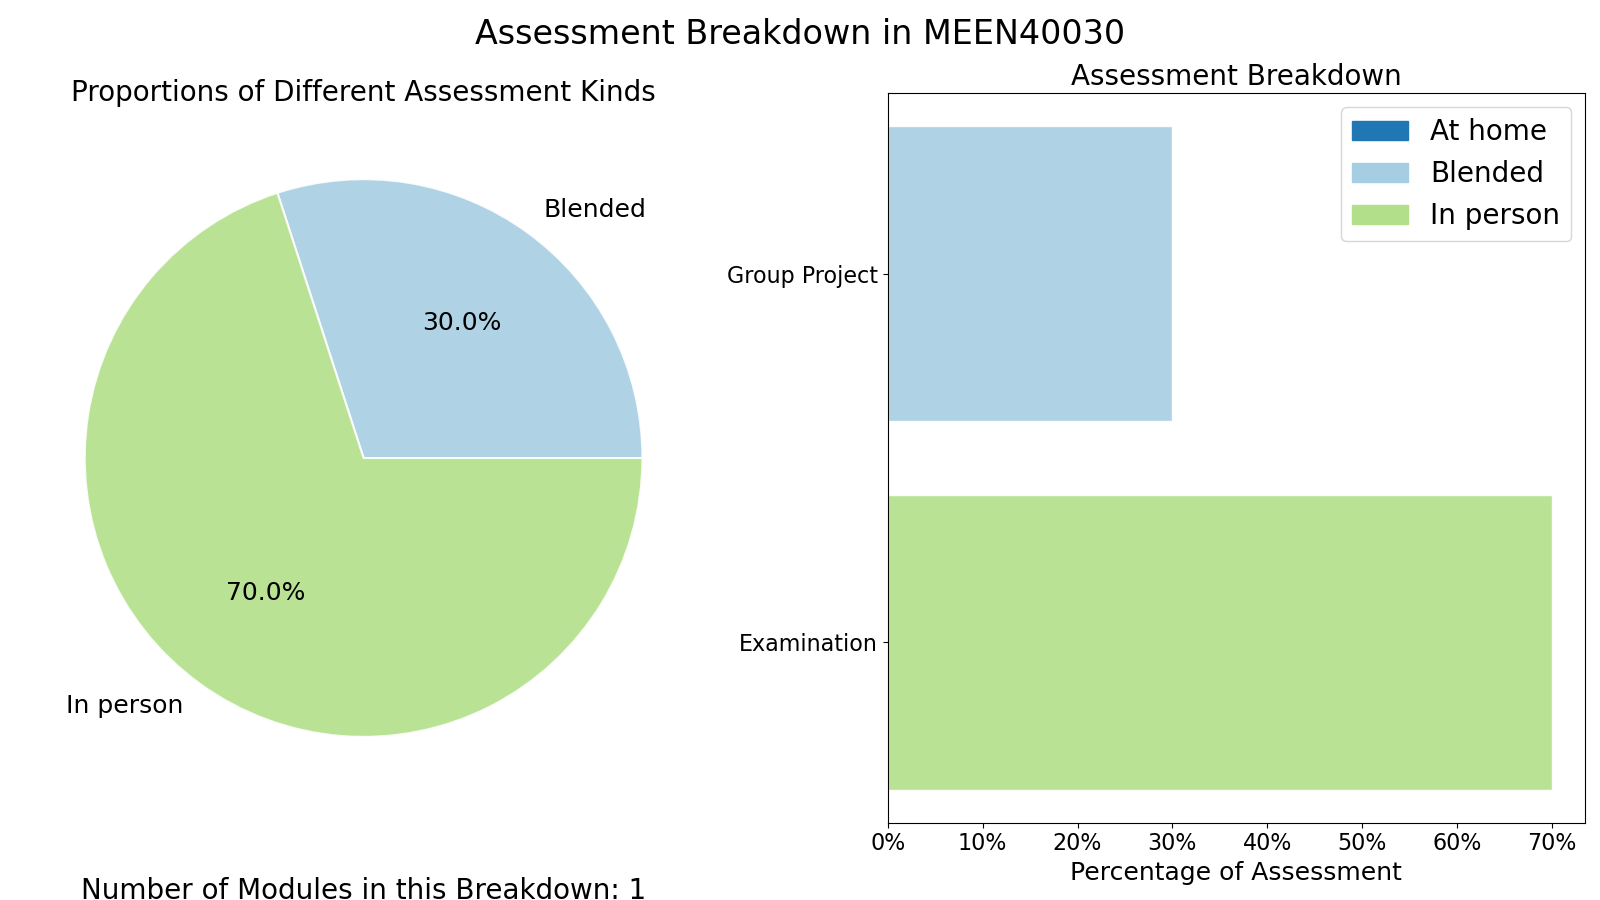 Assessment Breakdown in MEEN40030
Proportions of Different Assessment Kinds
Blended
30.0%
70.0%
In person
Number of Modules in this Breakdown: 1
Assessment Breakdown
At home
Blended
In person
Group Project
Examination
0% 10% 20% 30% 40% 50% 60% 70%
Percentage of Assessment